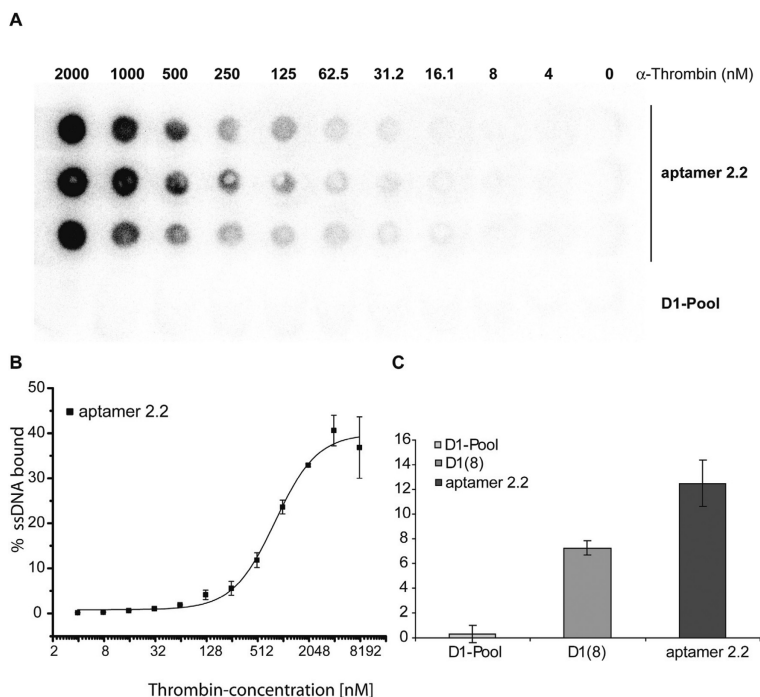 A
2000 1000 500 250 125 62.5 31.2 16.1 8 4 0 α-Thrombin (nM)
aptamer 2.2
D1-Pool
B
50
40
30
20
10
0
% ssDNA bound
aptamer 2.2
2 8 32 128 512 2048 8192
Thrombin-concentration [nM]
C
16
14
12
10
8
6
4
2
0
D1-Pool
D1(8)
aptamer 2.2
D1-Pool D1(8) aptamer 2.2